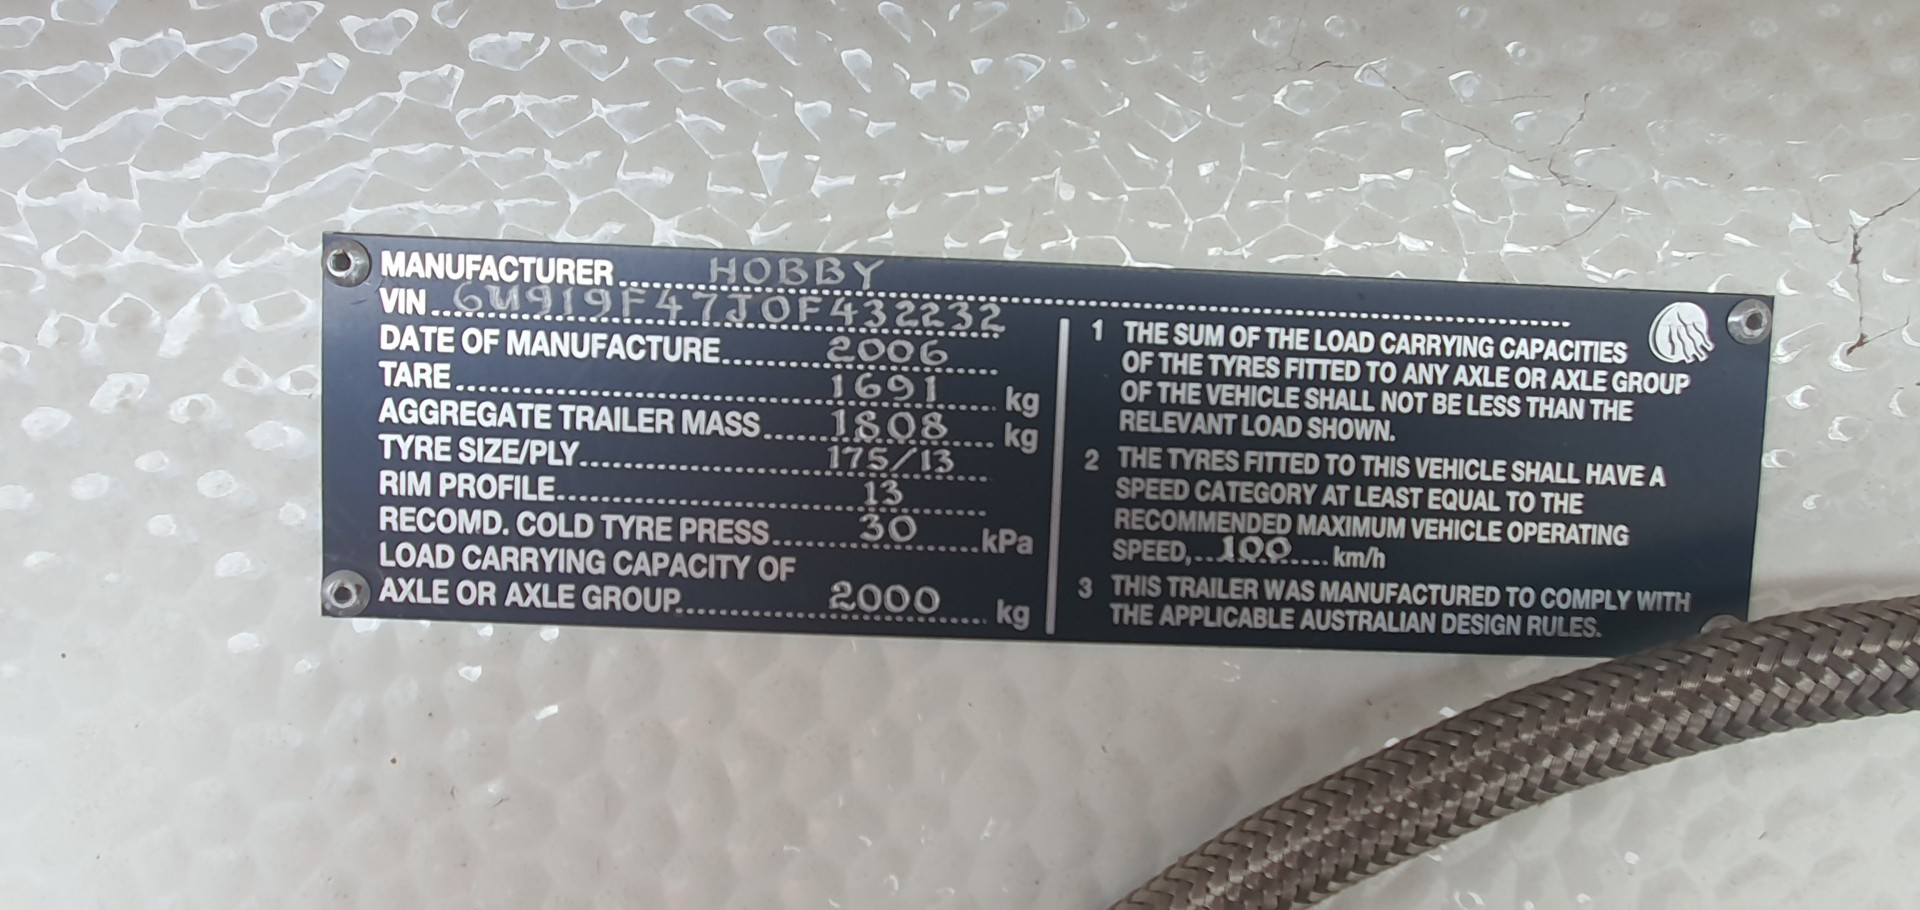 MANUFACTURER HOBBY
VIN 6U919F47J0F432232
DATE OF MANUFACTURE 2006
TARE 1691 kg
AGGREGATE TRAILER MASS 1808 kg
TYRE SIZE/PLY 175/13
RIM PROFILE 13
RECOMD. COLD TYRE PRESS 30 kPa
LOAD CARRYING CAPACITY OF
AXLE OR AXLE GROUP 2000 kg
1 THE SUM OF THE LOAD CARRYING CAPACITIES
OF THE TYRES FITTED TO ANY AXLE OR AXLE GROUP
OF THE VEHICLE SHALL NOT BE LESS THAN THE
RELEVANT LOAD SHOWN.
2 THE TYRES FITTED TO THIS VEHICLE SHALL HAVE A
SPEED CATEGORY AT LEAST EQUAL TO THE
RECOMMENDED MAXIMUM VEHICLE OPERATING
SPEED, 100 km/h
3 THIS TRAILER WAS MANUFACTURED TO COMPLY WITH
THE APPLICABLE AUSTRALIAN DESIGN RULES.